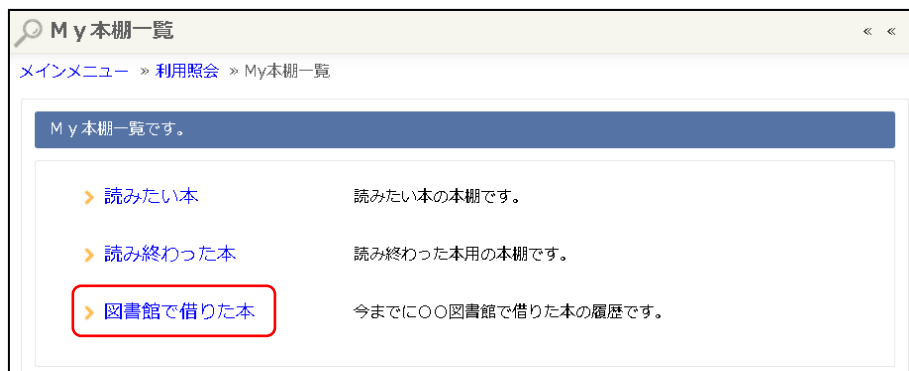 My本棚一覧 « «
メインメニュー » 利用照会 » My本棚一覧
My本棚一覧です。
読みたい本 読みたい本の本棚です。
読み終わった本 読み終わった本用の本棚です。
図書館で借りた本 今までに○○図書館で借りた本の履歴です。